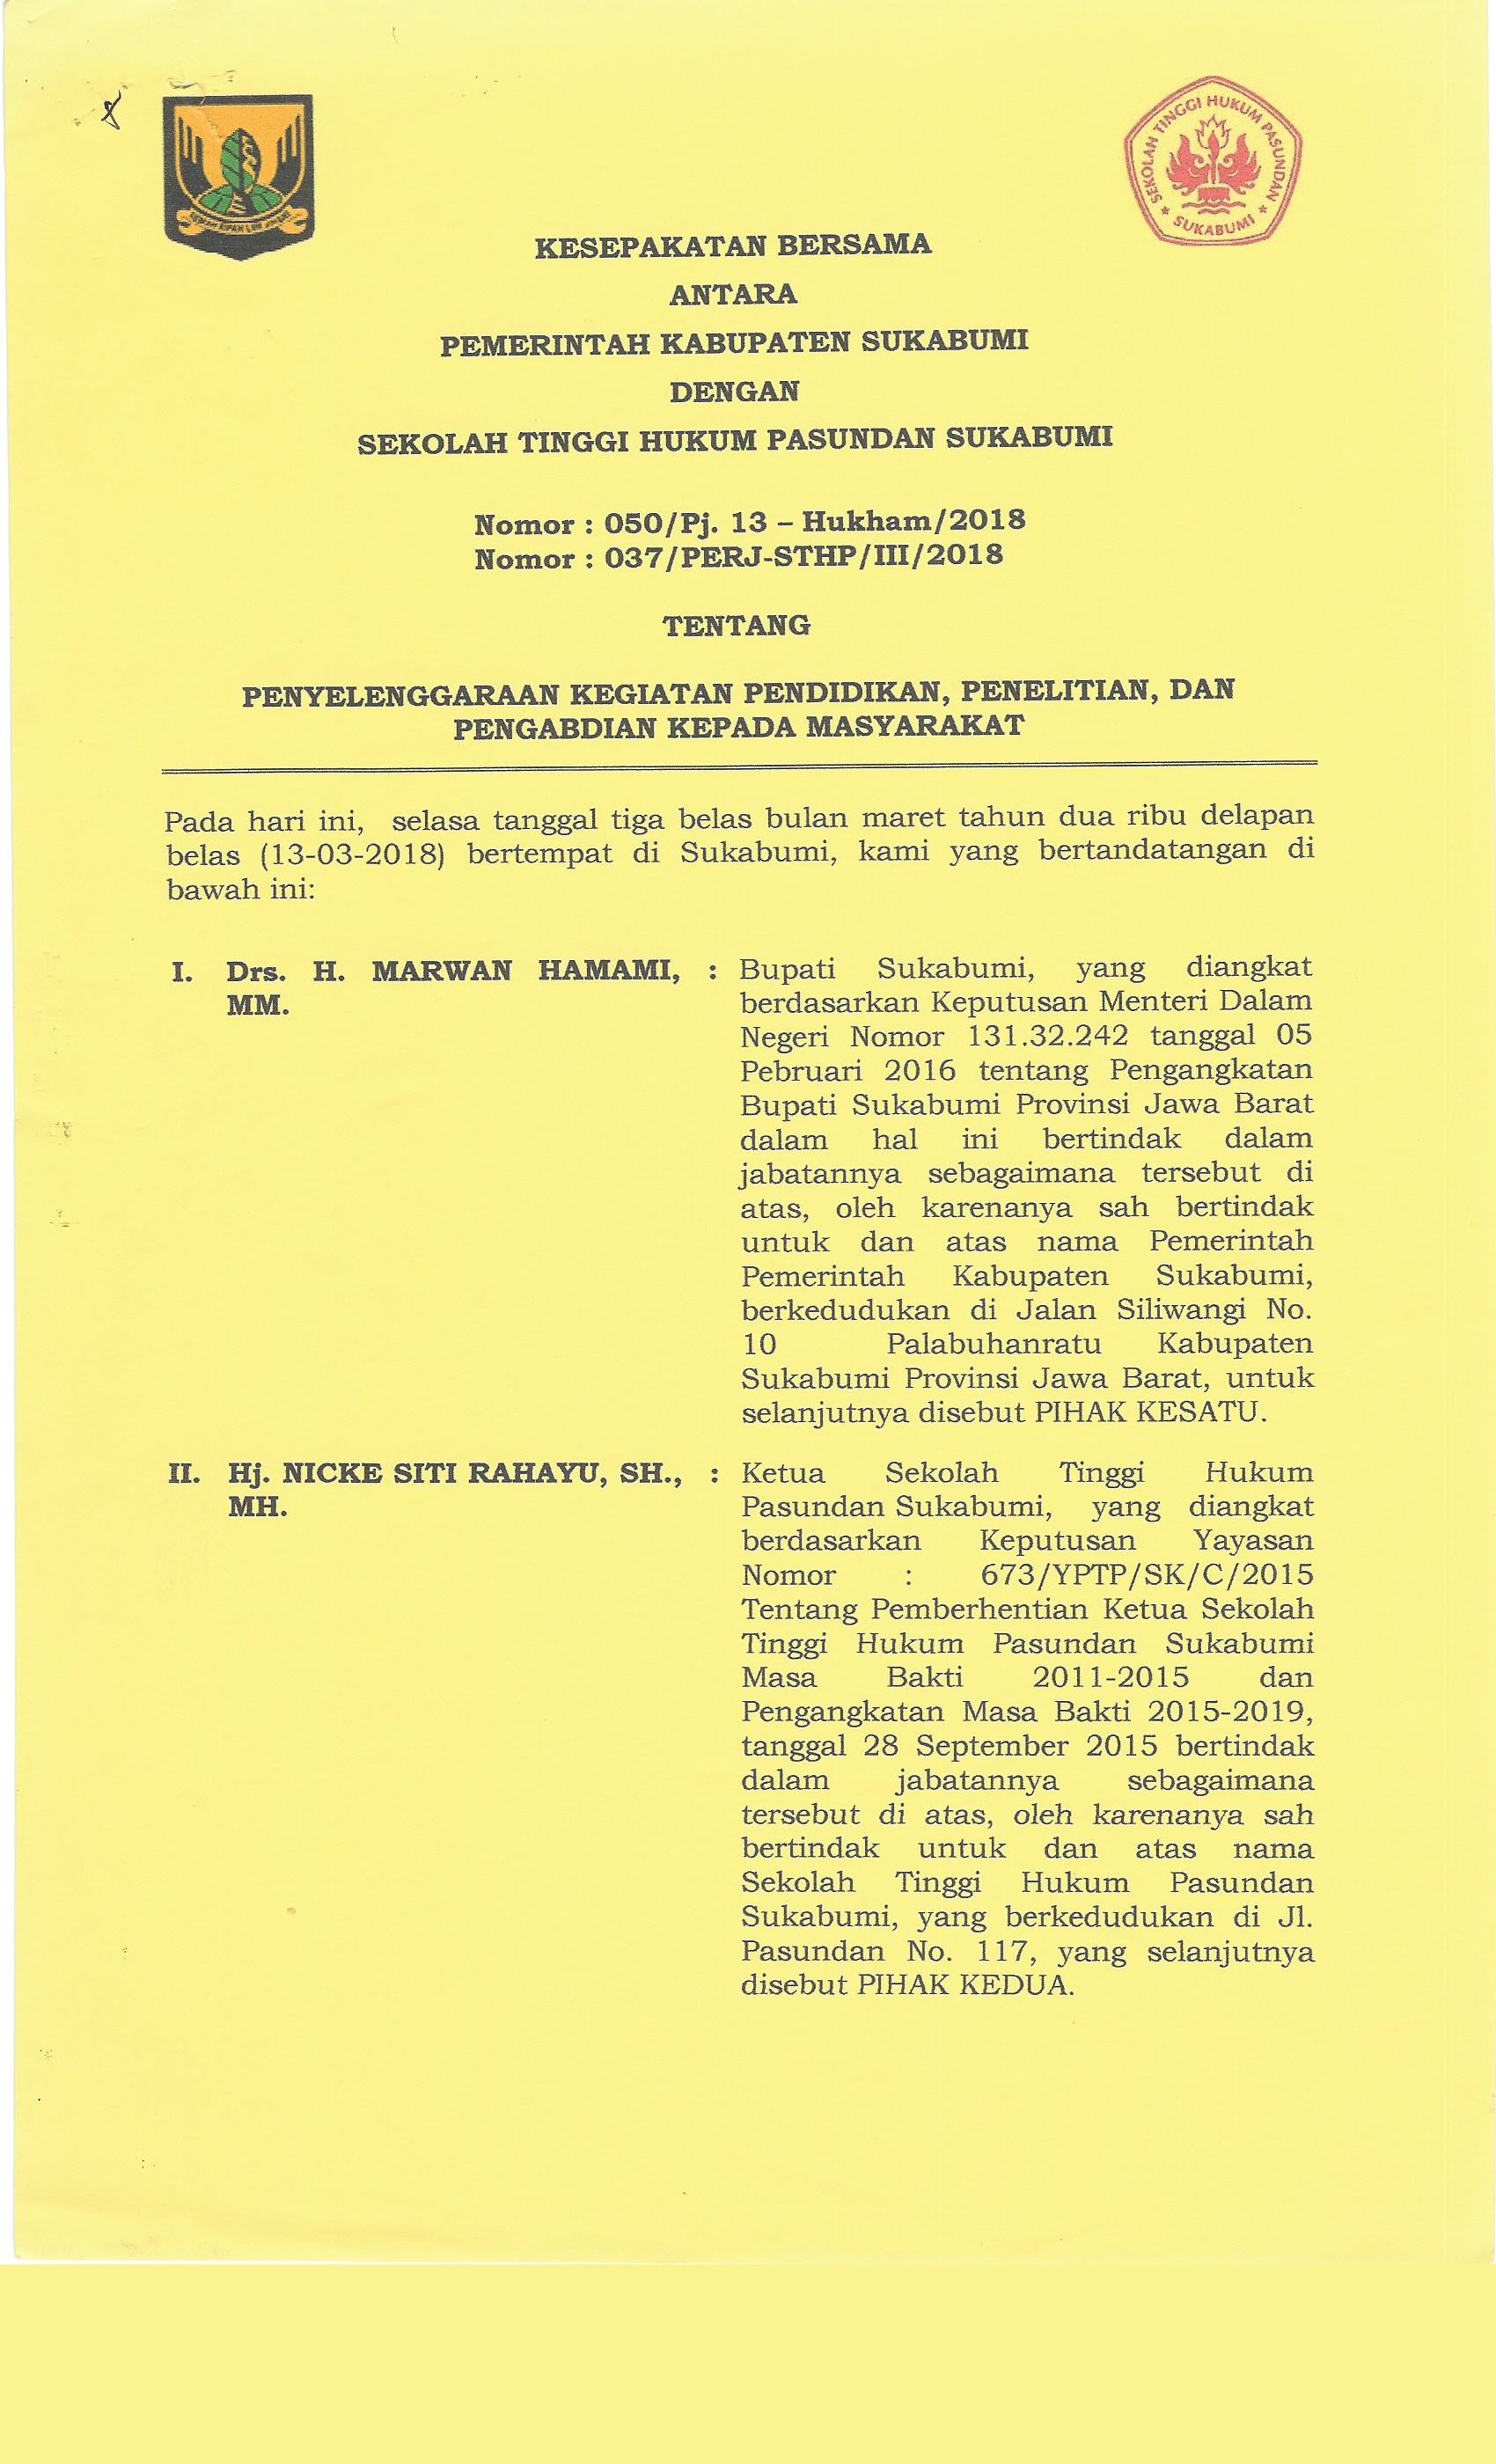 SEKOLAH TINGGI HUKUM PASUNDAN
SUKABUMI
KESEPAKATAN BERSAMA
ANTARA
PEMERINTAH KABUPATEN SUKABUMI
DENGAN
SEKOLAH TINGGI HUKUM PASUNDAN SUKABUMI
Nomor : 050/Pj. 13 – Hukham/2018
Nomor : 037/PERJ-STHP/III/2018
TENTANG
PENYELENGGARAAN KEGIATAN PENDIDIKAN, PENELITIAN, DAN
PENGABDIAN KEPADA MASYARAKAT
Pada hari ini, selasa tanggal tiga belas bulan maret tahun dua ribu delapan
belas (13-03-2018) bertempat di Sukabumi, kami yang bertandatangan di
bawah ini:
I. Drs. H. MARWAN HAMAMI, : Bupati Sukabumi, yang diangkat
MM. berdasarkan Keputusan Menteri Dalam
Negeri Nomor 131.32.242 tanggal 05
Pebruari 2016 tentang Pengangkatan
Bupati Sukabumi Provinsi Jawa Barat
dalam hal ini bertindak dalam
jabatannya sebagaimana tersebut di
atas, oleh karenanya sah bertindak
untuk dan atas nama Pemerintah
Pemerintah Kabupaten Sukabumi,
berkedudukan di Jalan Siliwangi No.
10 Palabuhanratu Kabupaten
Sukabumi Provinsi Jawa Barat, untuk
selanjutnya disebut PIHAK KESATU.
II. Hj. NICKE SITI RAHAYU, SH., : Ketua Sekolah Tinggi Hukum
MH. Pasundan Sukabumi, yang diangkat
berdasarkan Keputusan Yayasan
Nomor : 673/YPTP/SK/C/2015
Tentang Pemberhentian Ketua Sekolah
Tinggi Hukum Pasundan Sukabumi
Masa Bakti 2011-2015 dan
Pengangkatan Masa Bakti 2015-2019,
tanggal 28 September 2015 bertindak
dalam jabatannya sebagaimana
tersebut di atas, oleh karenanya sah
bertindak untuk dan atas nama
Sekolah Tinggi Hukum Pasundan
Sukabumi, yang berkedudukan di Jl.
Pasundan No. 117, yang selanjutnya
disebut PIHAK KEDUA.